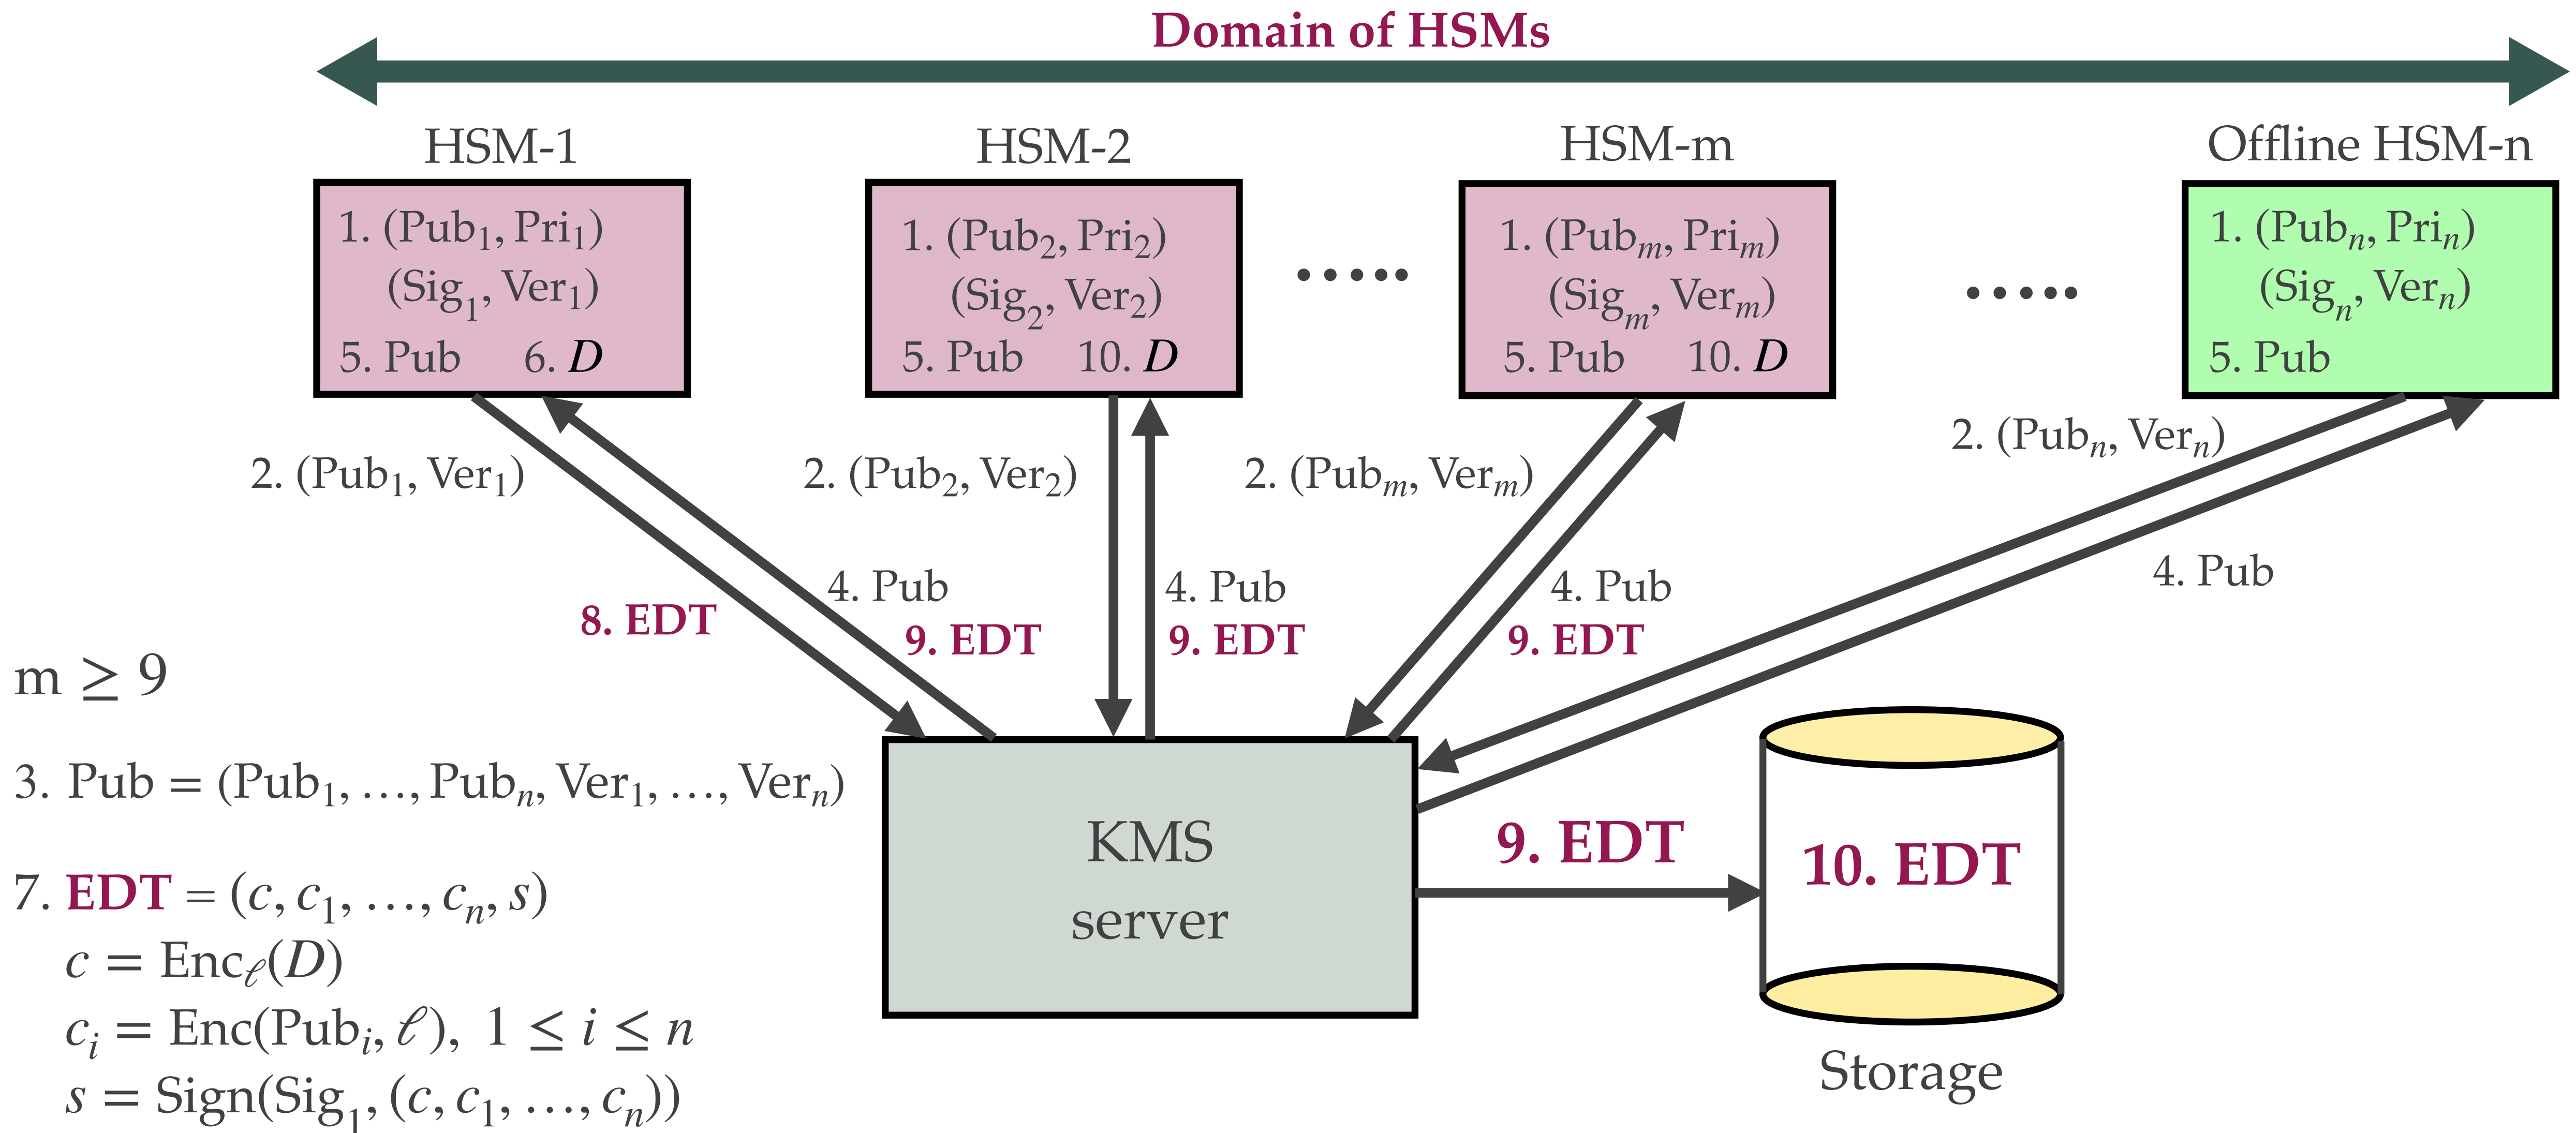 Domain of HSMs
HSM-1
1. (Pub₁, Pri₁)
(Sig₁, Ver₁)
5. Pub 6. D
HSM-2
1. (Pub₂, Pri₂)
(Sig₂, Ver₂)
5. Pub 10. D
.....
HSM-m
1. (Pubₘ, Priₘ)
(Sigₘ, Verₘ)
5. Pub 10. D
.....
Offline HSM-n
1. (Pubₙ, Priₙ)
(Sigₙ, Verₙ)
5. Pub
2. (Pub₁, Ver₁)
2. (Pub₂, Ver₂)
2. (Pubₘ, Verₘ)
2. (Pubₙ, Verₙ)
8. EDT
4. Pub
9. EDT
4. Pub
9. EDT
4. Pub
9. EDT
4. Pub
m ≥ 9
3. Pub = (Pub₁, …, Pubₙ, Ver₁, …, Verₙ)
7. EDT = (c, c₁, …, cₙ, s)
c = Encℓ(D)
cᵢ = Enc(Pubᵢ, ℓ), 1 ≤ i ≤ n
s = Sign(Sig₁, (c, c₁, …, cₙ))
KMS
server
9. EDT
10. EDT
Storage